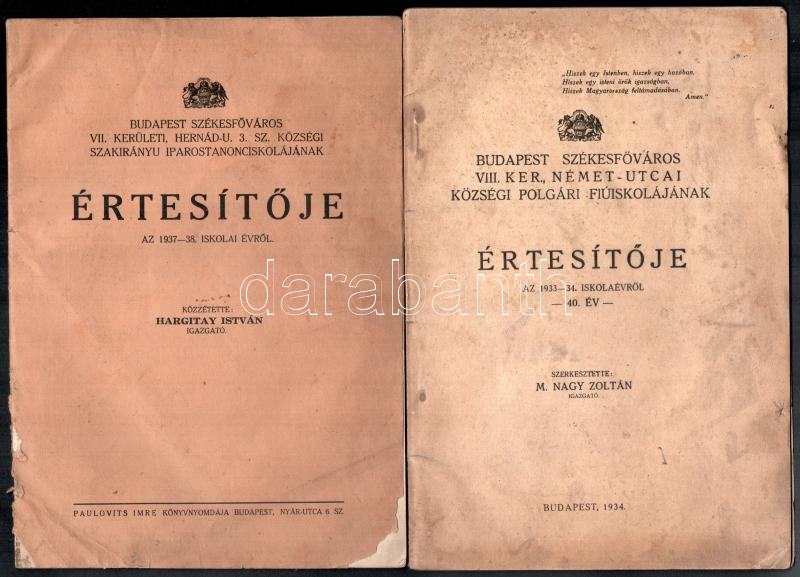 BUDAPEST SZÉKESFŐVÁROS
VII. KERÜLETI, HERNÁD-U. 3. SZ. KÖZSÉGI
SZAKIRÁNYU IPAROSTANONCISKOLÁJÁNAK
ÉRTESÍTŐJE
AZ 1937—38. ISKOLAI ÉVRŐL.
KÖZZÉTETTE:
HARGITAY ISTVÁN
IGAZGATÓ.
PAULOVITS IMRE KÖNYVNYOMDÁJA BUDAPEST, NYÁR-UTCA 6. SZ.
„Hiszek egy Istenben, hiszek egy hazában,
Hiszek egy isteni örök igazságban,
Hiszek Magyarország feltámadásában.
Amen."
BUDAPEST SZÉKESFŐVÁROS
VIII. KER., NÉMET-UTCAI
KÖZSÉGI POLGÁRI FIÚISKOLÁJÁNAK
ÉRTESÍTŐJE
AZ 1933—34. ISKOLAÉVRŐL
— 40. ÉV —
SZERKESZTETTE:
M. NAGY ZOLTÁN
IGAZGATÓ
BUDAPEST, 1934.
darabanth